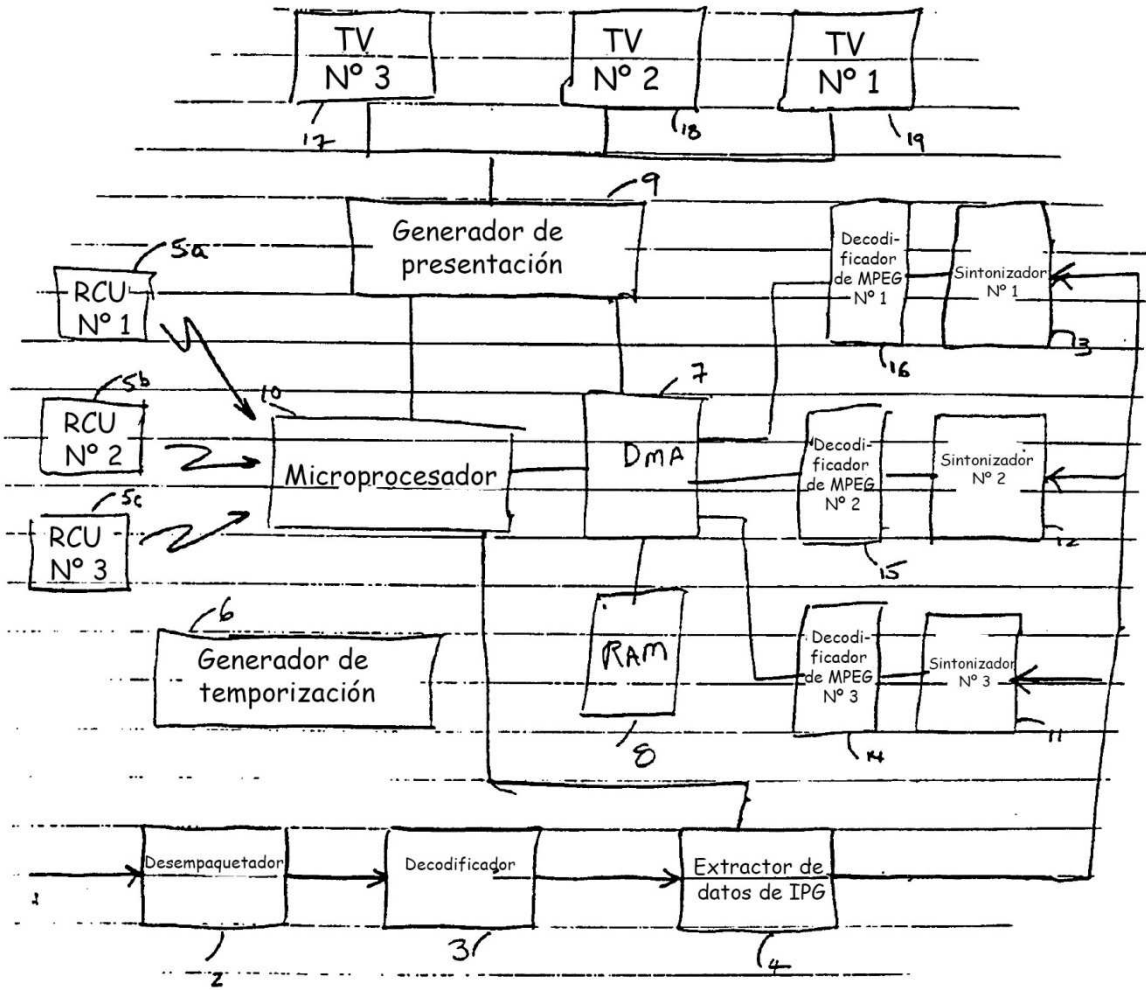 TV
Nº 3
TV
Nº 2
TV
Nº 1
17
18
19
9
Generador de
presentación
5a
RCU
Nº 1
Decodi-
ficador
de MPEG
Nº 1
Sintonizador
Nº 1
16
13
5b
RCU
Nº 2
10
Microprocesador
7
DMA
Decodi-
ficador
de MPEG
Nº 2
Sintonizador
Nº 2
15
12
5c
RCU
Nº 3
6
Generador de
temporización
RAM
8
Decodi-
ficador
de MPEG
Nº 3
Sintonizador
Nº 3
14
11
Desempaquetador
Decodificador
Extractor de
datos de IPG
1
2
3
4